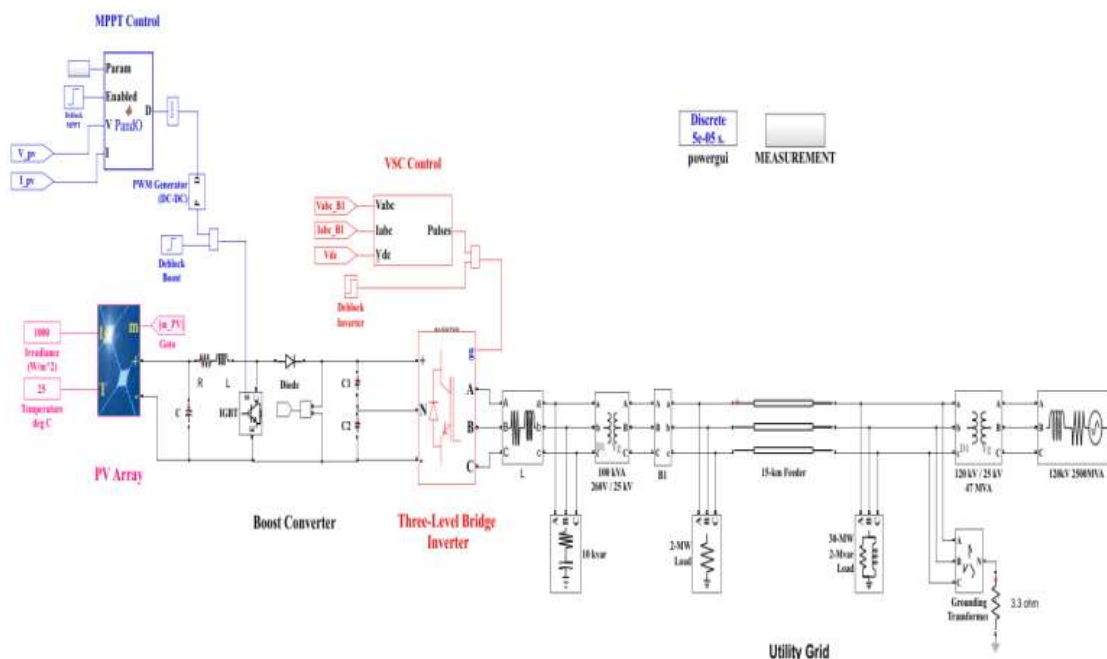 MPPT Control
Param
Enabled
PandO
D
V
I
Deblock
MPPT
V_pv
I_pv
PWM Generator
(DC-DC)
D
P
Deblock
Boost
VSC Control
Vabc_B1
Iabc_B1
Vdc
Vabc
Iabc
Vdc
Pulses
Deblock
Inverter
Discrete
5e-05 s.
powergui
MEASUREMENT
1000
Irradiance
(W/m^2)
25
Temperature
deg C
Ir
T
m
+
-
[m_PV]
Goto
PV Array
R
L
C
IGBT
Diode
C1
C2
Boost Converter
+
N
-
A
B
C
Three-Level Bridge
Inverter
A
B
C
a
b
c
L
A
B
C
10 kvar
a
b
c
A
B
C
100 kVA
260V / 25 kV
A
B
C
a
b
c
B1
A
B
C
2-MW
Load
15-km Feeder
A
B
C
30-MW
2-Mvar
Load
a
b
c
D1
Yg
A
B
C
120 kV / 25 kV
47 MVA
A
B
C
120kV 2500MVA
A
B
C
N
Grounding
Transformer
3.3 ohm
Utility Grid